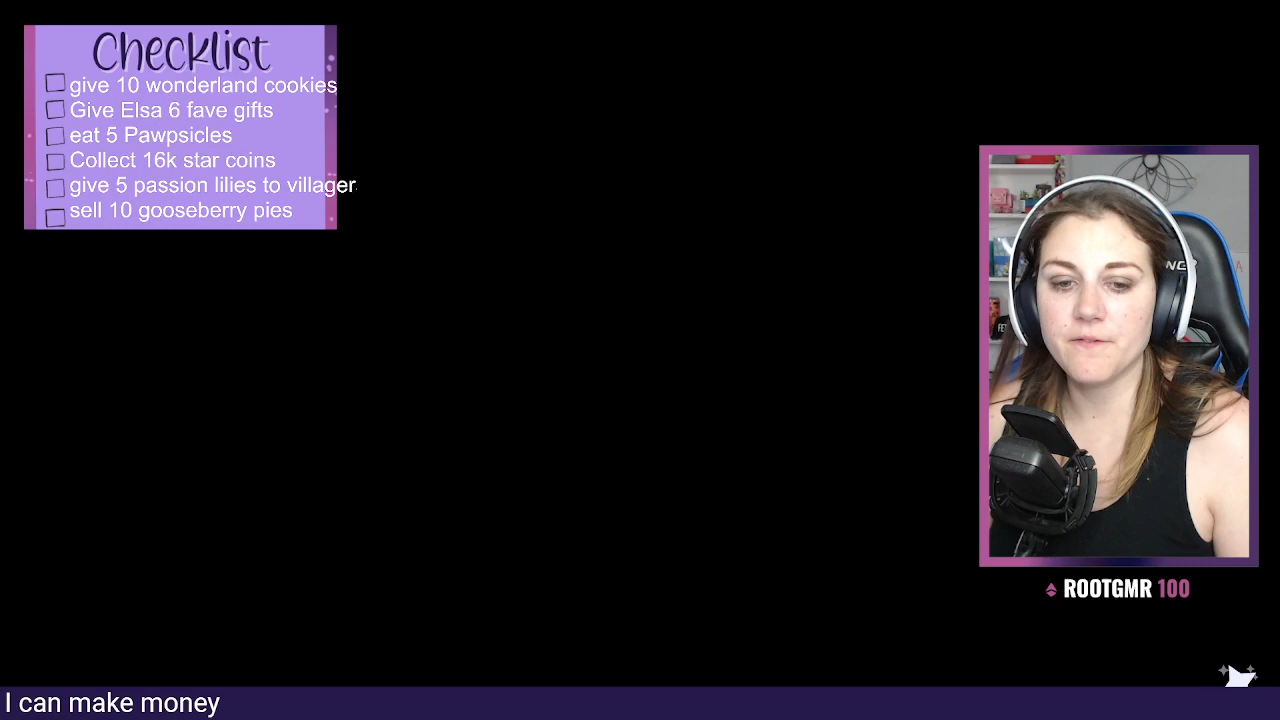 Checklist
give 10 wonderland cookies
Give Elsa 6 fave gifts
eat 5 Pawpsicles
Collect 16k star coins
give 5 passion lilies to villager
sell 10 gooseberry pies
ROOTGMR 100
I can make money